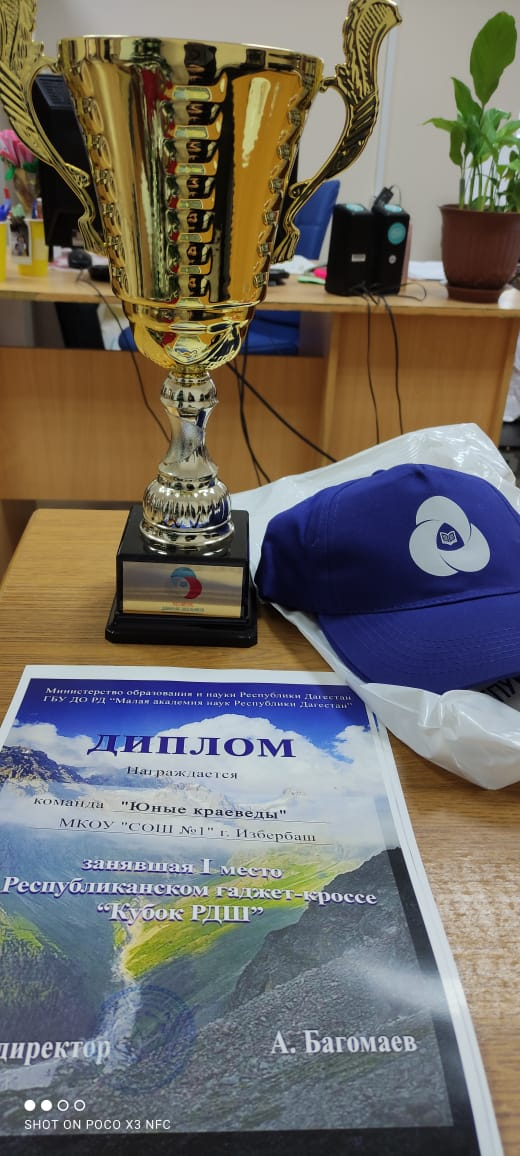 Министерство образования и науки Республики Дагестан
ГБУ ДО РД "Малая академия наук Республики Дагестан"
ДИПЛОМ
Награждается
команда "Юные краеведы"
МКОУ "СОШ №1" г. Избербаш
занявшая I место
Республиканском гаджет-кроссе
"Кубок РДШ"
директор А. Багомаев
SHOT ON POCO X3 NFC